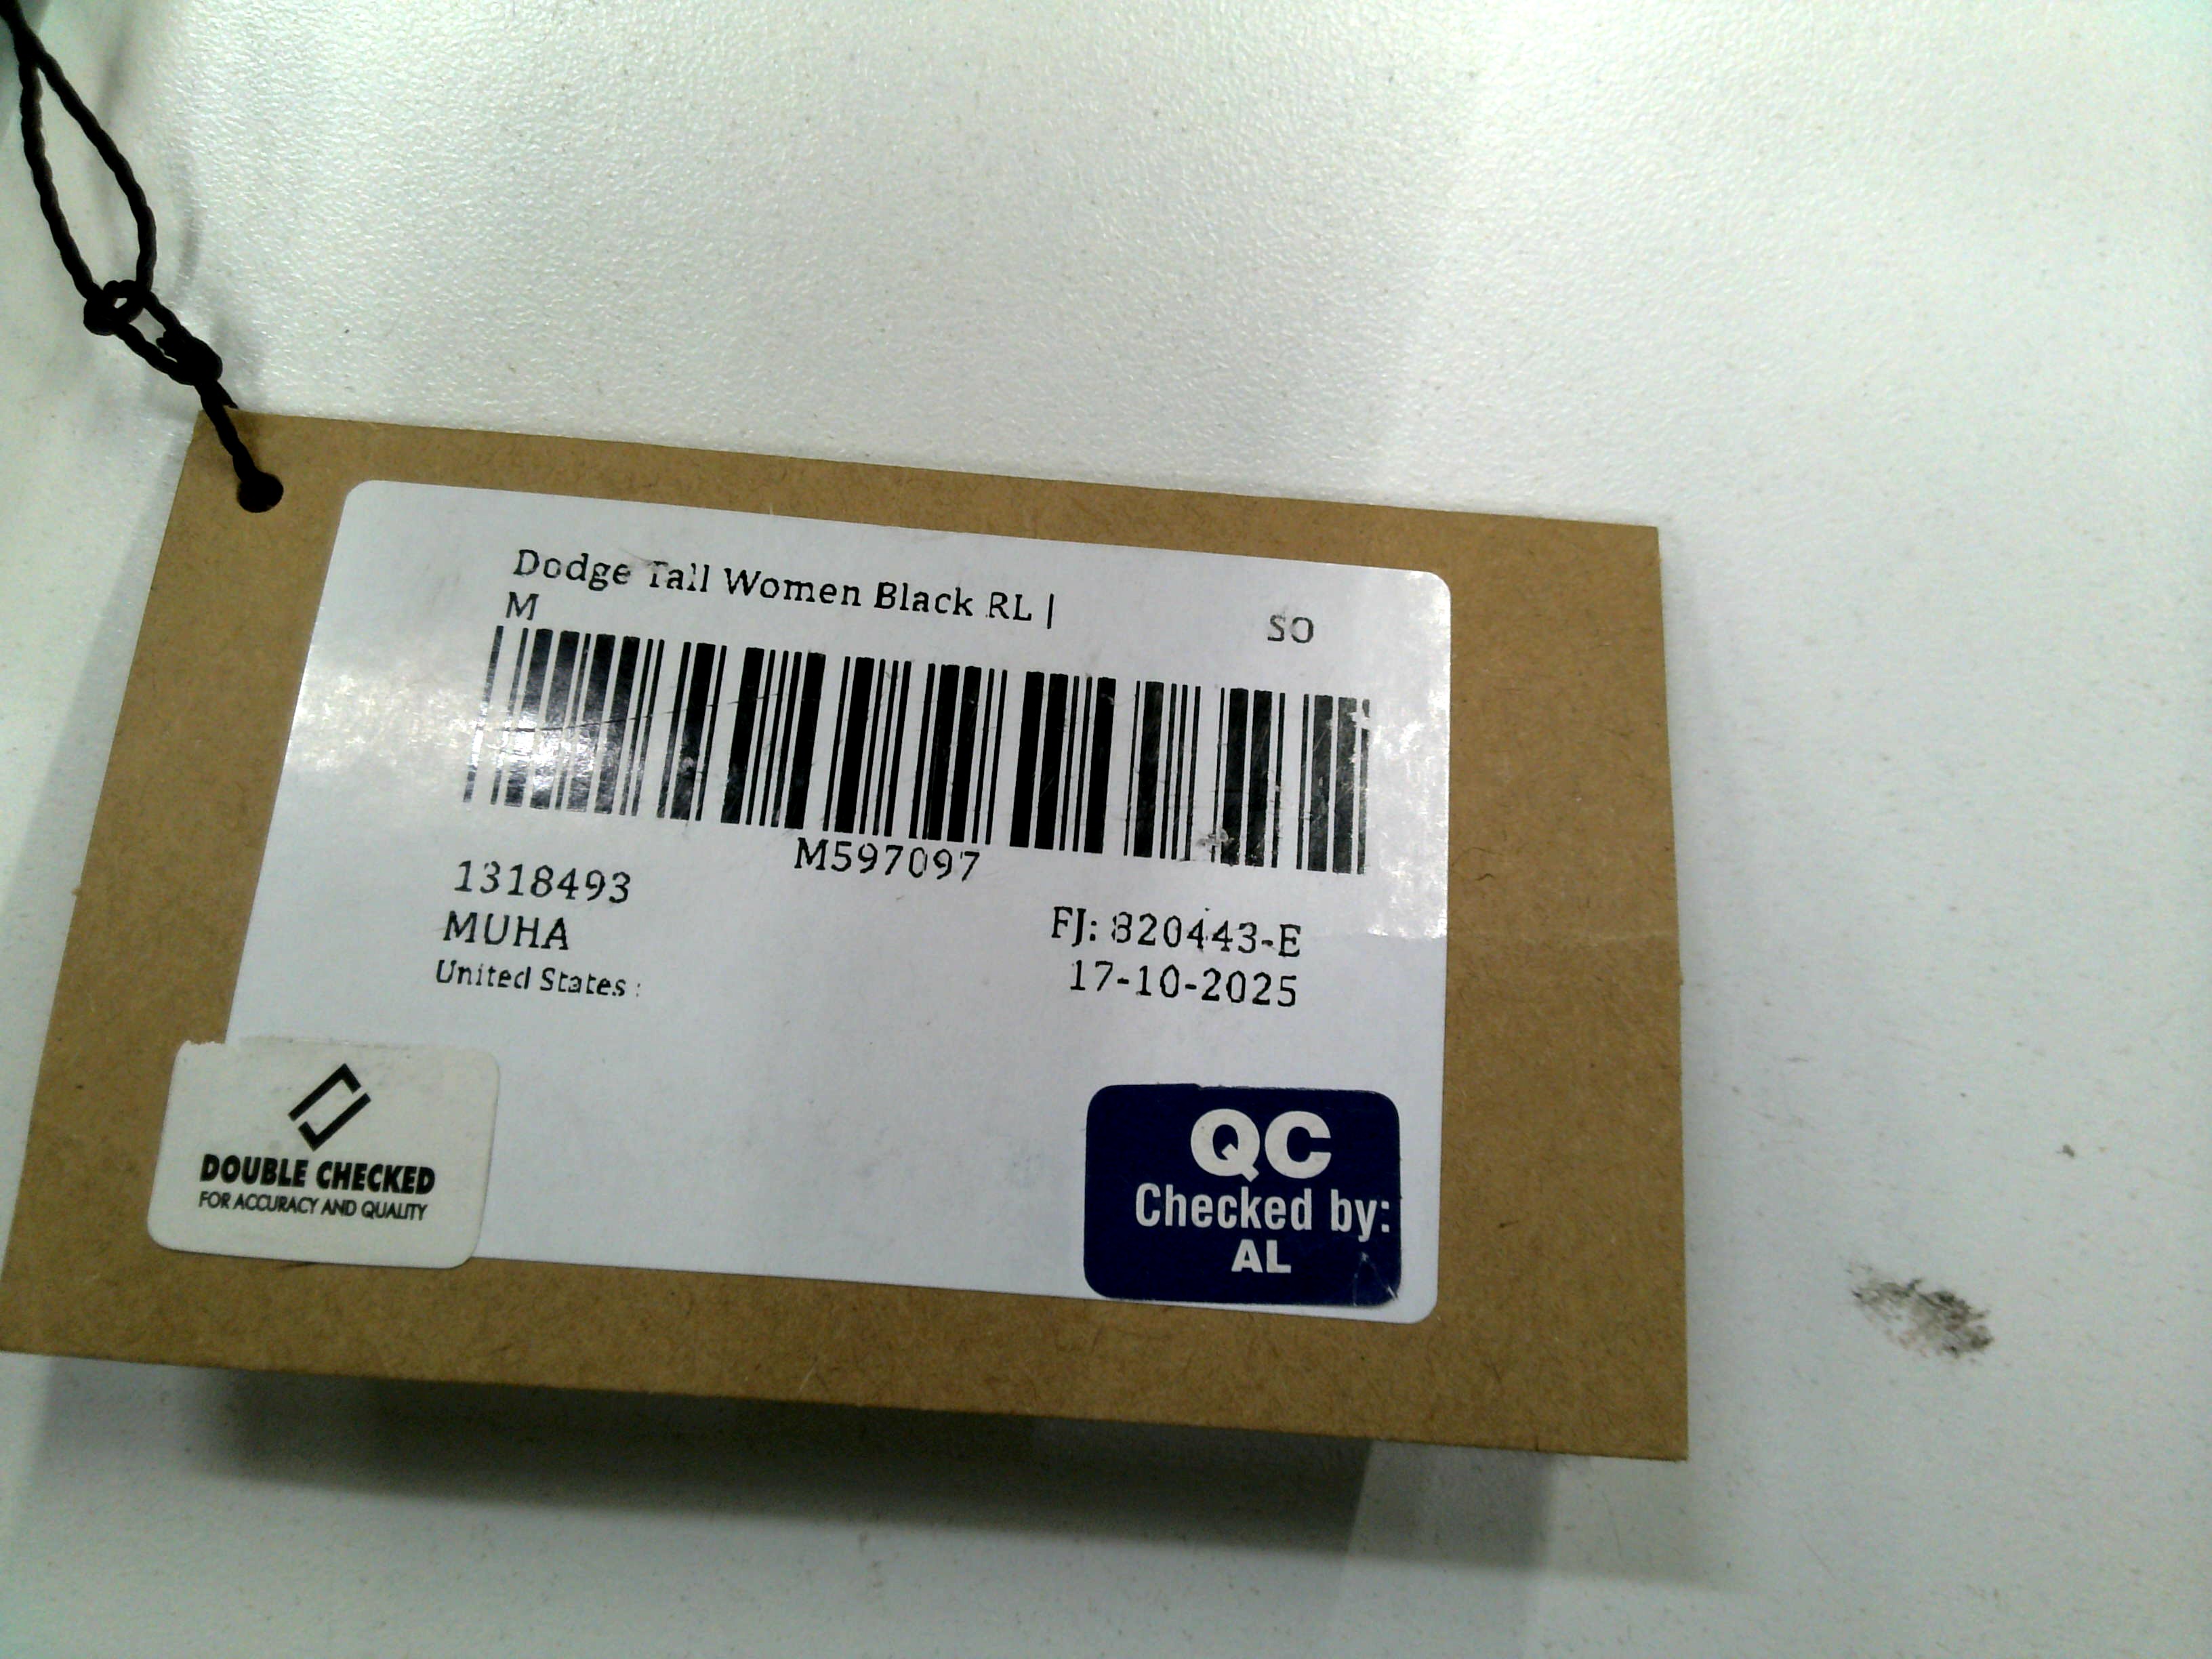 Dodge Tall Women Black RL |
M
SO
M597097
1318493
MUHA
United States :
FJ: 820443-E
17-10-2025
DOUBLE CHECKED
FOR ACCURACY AND QUALITY
QC
Checked by:
AL